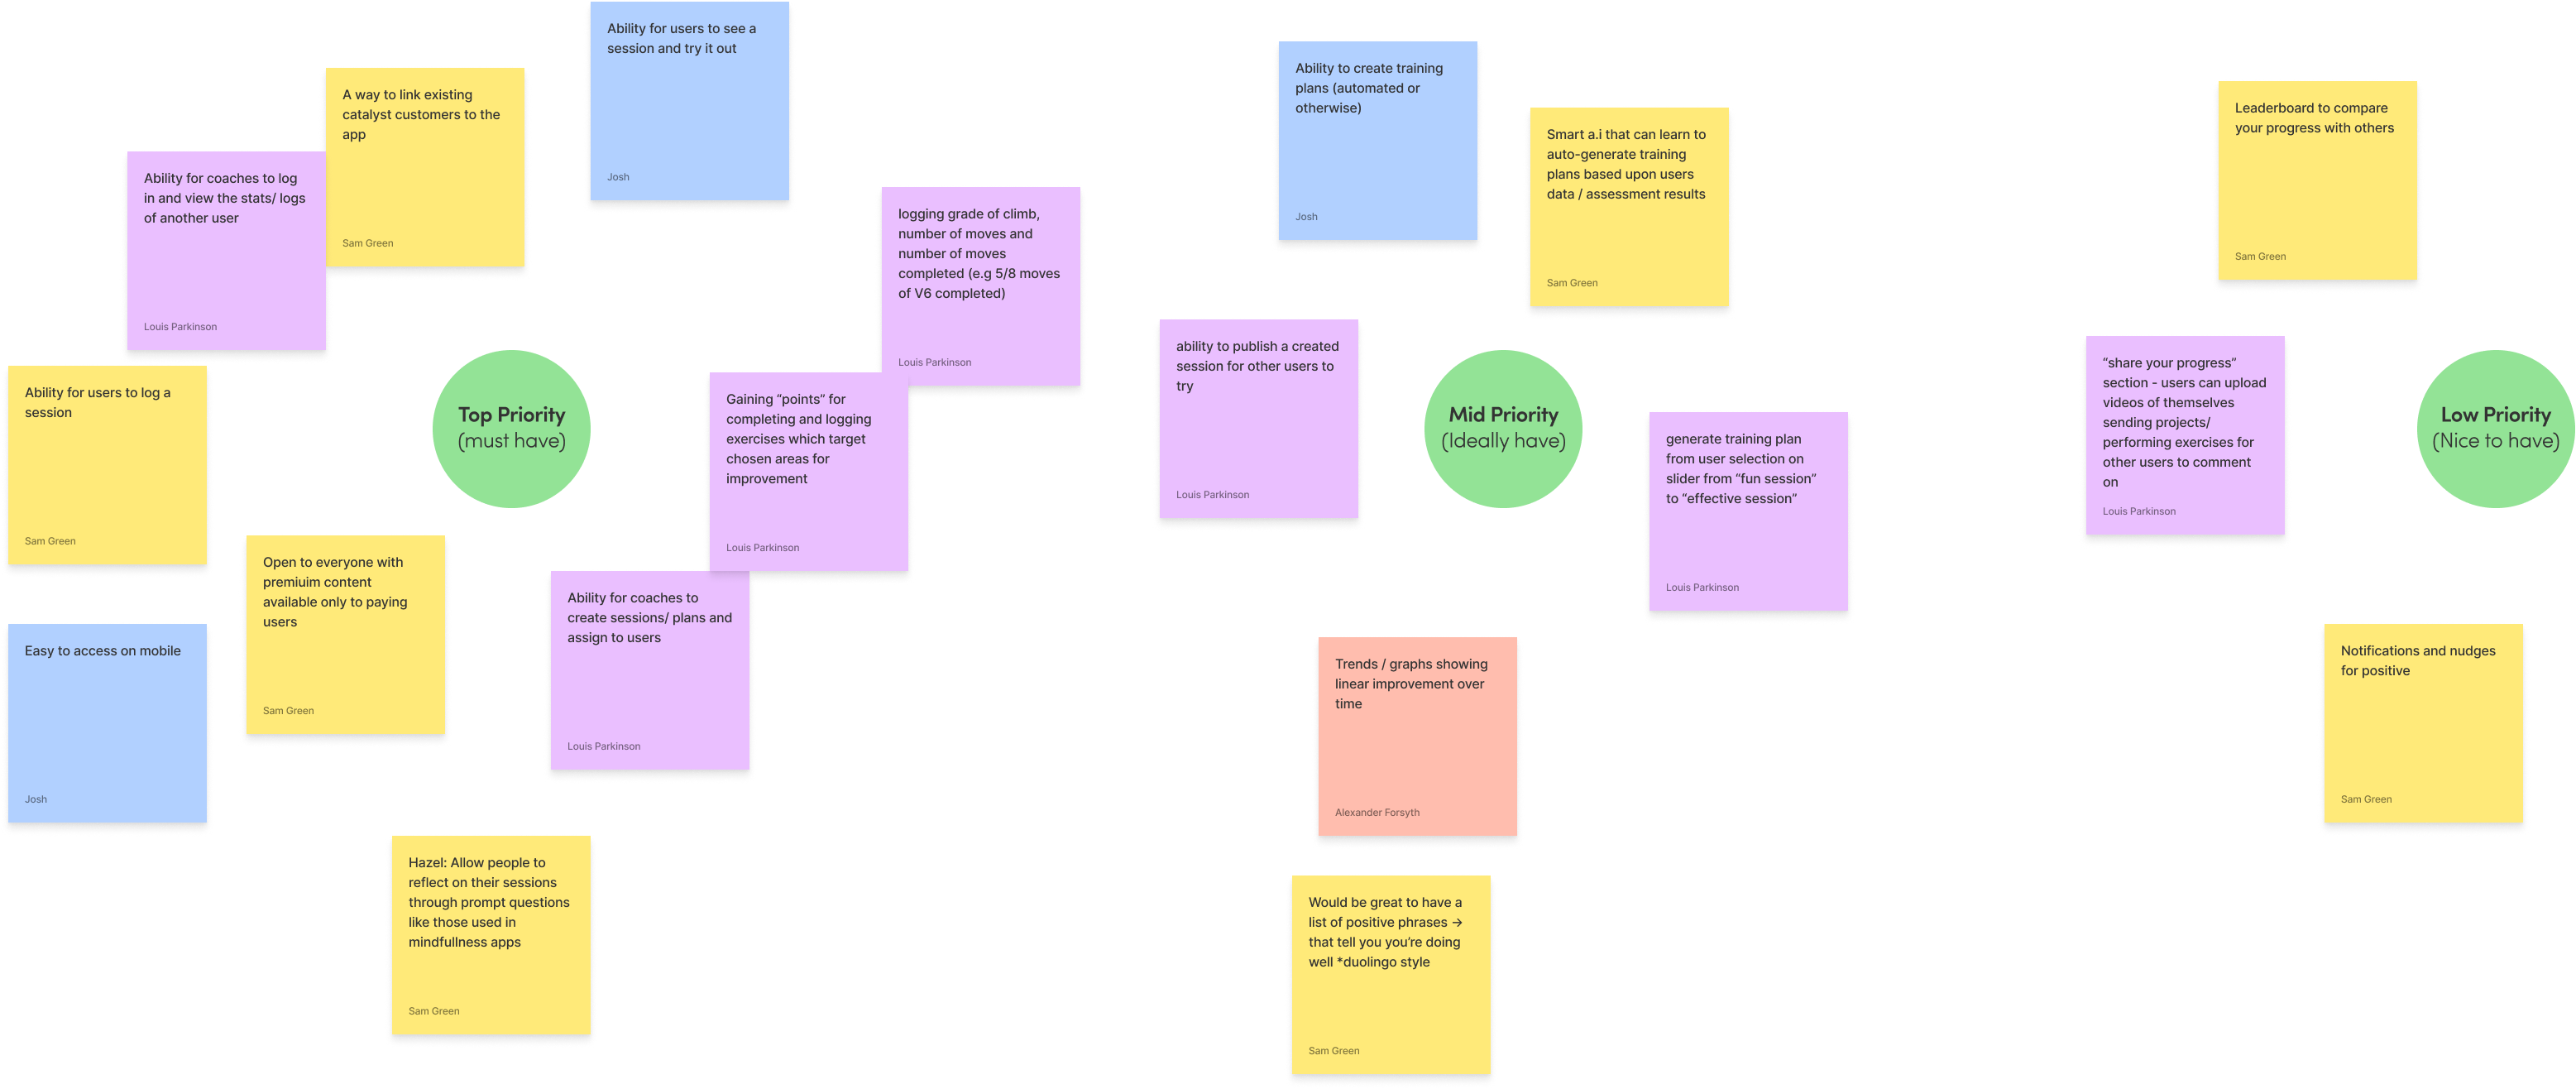 Ability for users to see a
session and try it out
Josh
A way to link existing
catalyst customers to the
app
Sam Green
Ability for coaches to log
in and view the stats/ logs
of another user
Louis Parkinson
logging grade of climb,
number of moves and
number of moves
completed (e.g 5/8 moves
of V6 completed)
Louis Parkinson
Ability for users to log a
session
Sam Green
Top Priority
(must have)
Gaining “points” for
completing and logging
exercises which target
chosen areas for
improvement
Louis Parkinson
Open to everyone with
premiuim content
available only to paying
users
Sam Green
Ability for coaches to
create sessions/ plans and
assign to users
Louis Parkinson
Easy to access on mobile
Josh
Hazel: Allow people to
reflect on their sessions
through prompt questions
like those used in
mindfullness apps
Sam Green
Ability to create training
plans (automated or
otherwise)
Josh
Smart a.i that can learn to
auto-generate training
plans based upon users
data / assessment results
Sam Green
ability to publish a created
session for other users to
try
Louis Parkinson
Mid Priority
(Ideally have)
generate training plan
from user selection on
slider from “fun session”
to “effective session”
Louis Parkinson
Trends / graphs showing
linear improvement over
time
Alexander Forsyth
Would be great to have a
list of positive phrases →
that tell you you’re doing
well *duolingo style
Sam Green
Leaderboard to compare
your progress with others
Sam Green
“share your progress”
section - users can upload
videos of themselves
sending projects/
performing exercises for
other users to comment
on
Louis Parkinson
Low Priority
(Nice to have)
Notifications and nudges
for positive
Sam Green